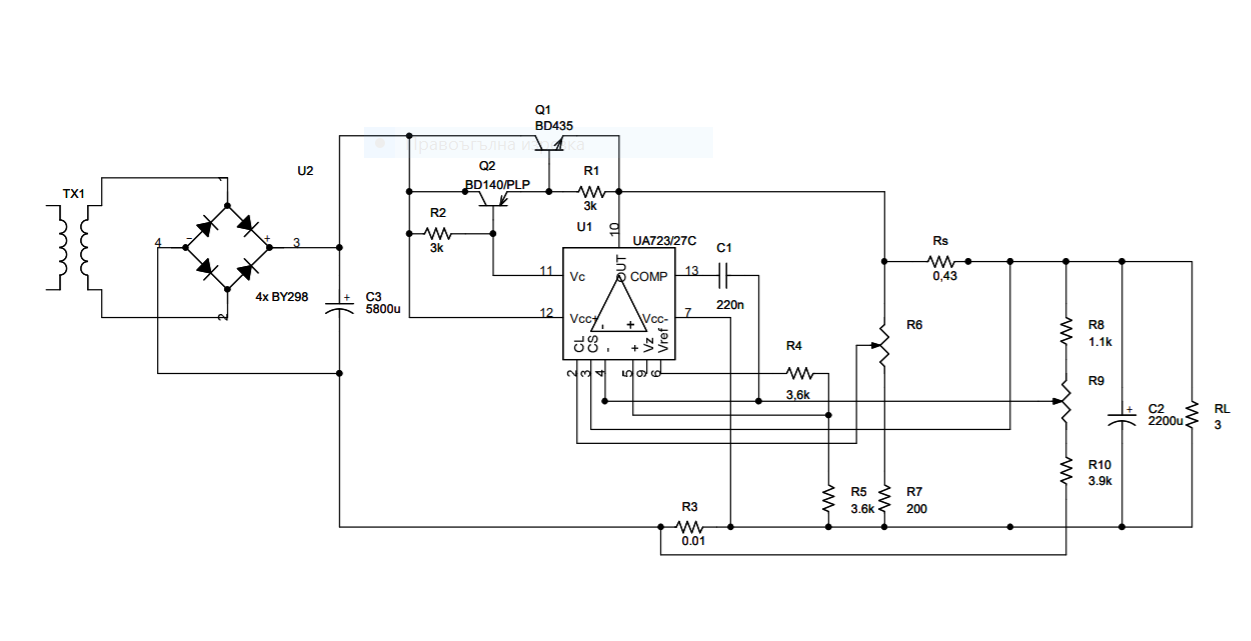 Q1
BD435
Правоъгълна из
ка
U2
Q2
BD140/PLP
R1
3k
TX1
1
R2
3k
U1
10
UA723/27C
C1
Rs
4
-
+
3
11
Vc
OUT
COMP
13
0,43
2
4x BY298
+
C3
5800u
220n
12
Vcc+
-
+
Vcc-
7
R6
R8
1.1k
CL
CS
-
+
Vz
Vref
R4
2
3
4
5
9
6
3,6k
R9
+
C2
2200u
RL
3
R10
3.9k
R3
0.01
R5
3.6k
R7
200